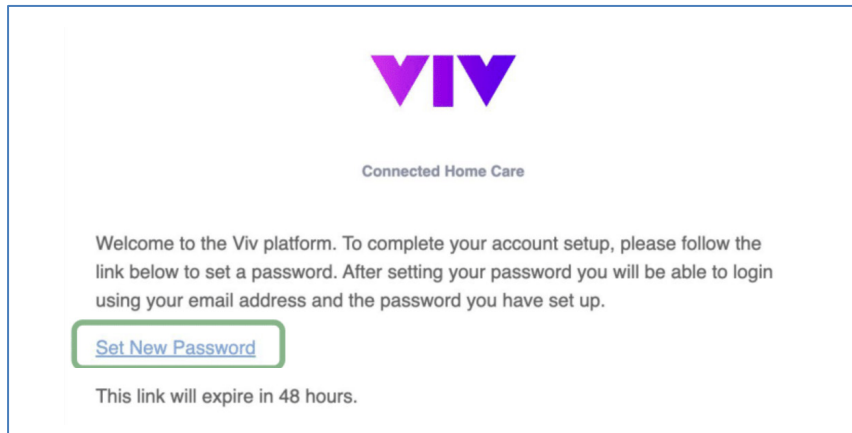 VIV
Connected Home Care
Welcome to the Viv platform. To complete your account setup, please follow the
link below to set a password. After setting your password you will be able to login
using your email address and the password you have set up.
Set New Password
This link will expire in 48 hours.